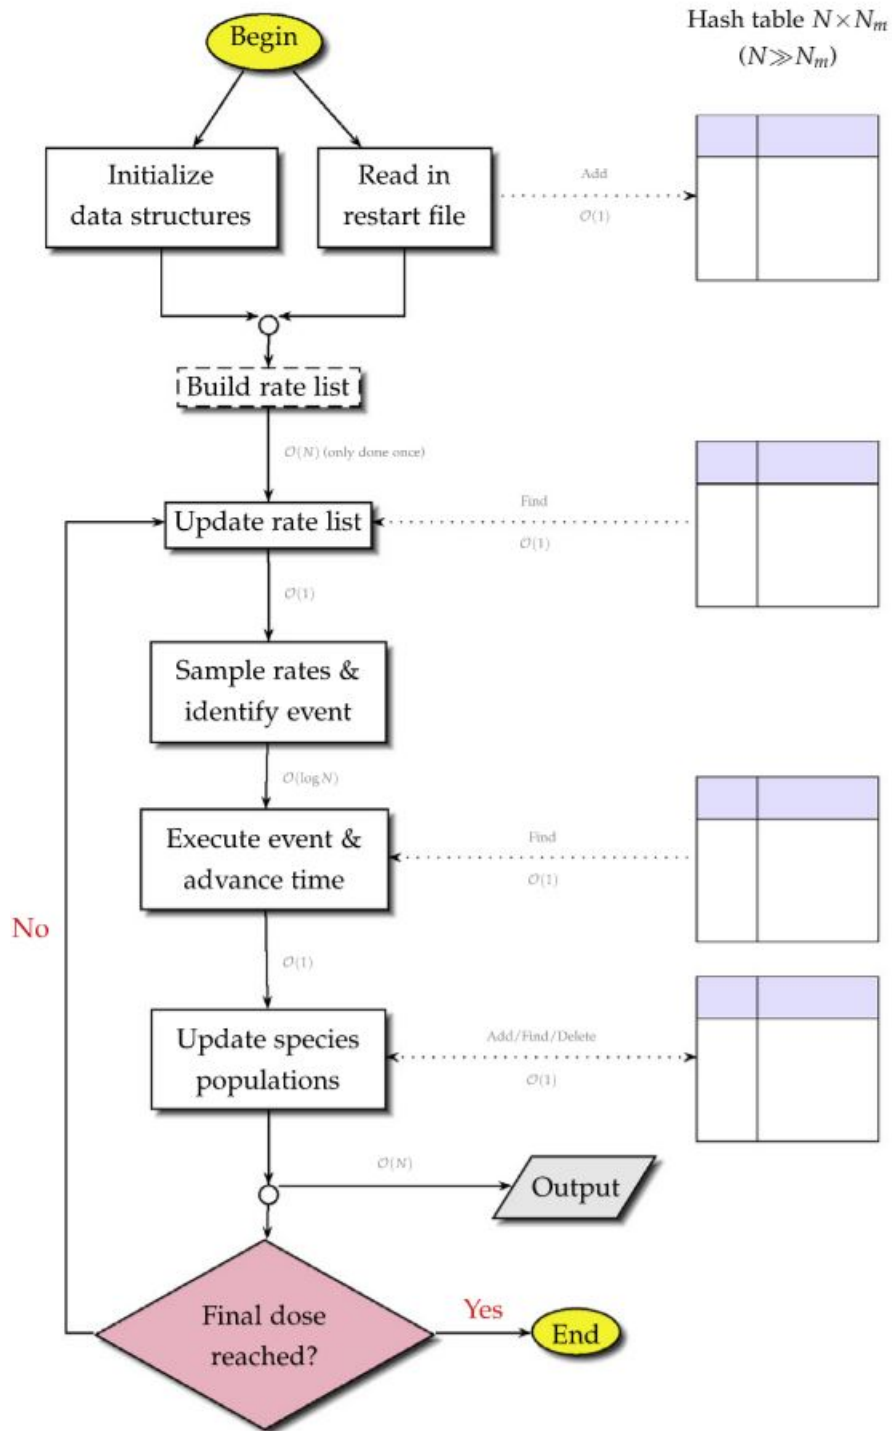 Begin
Hash table N×Nₘ
(N≫Nₘ)
Initialize
data structures
Read in
restart file
Add
𝒪(1)
Build rate list
𝒪(N) (only done once)
Update rate list
Find
𝒪(1)
𝒪(1)
Sample rates &
identify event
𝒪(log N)
Execute event &
advance time
Find
𝒪(1)
No
𝒪(1)
Update species
populations
Add/Find/Delete
𝒪(1)
𝒪(N)
Output
Final dose
reached?
Yes
End